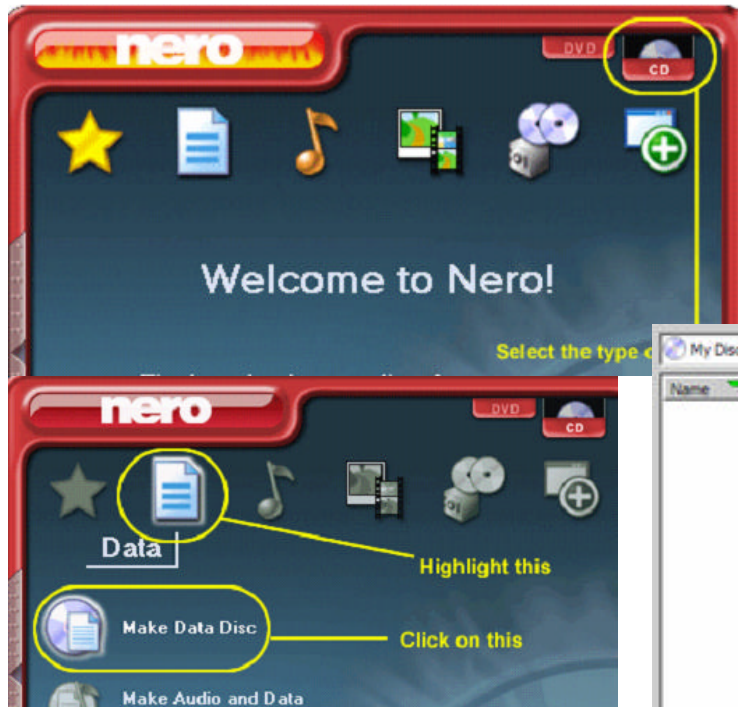 nero
DVD
CD
Welcome to Nero!
Select the type
My Disc
Name
nero
DVD
CD
Data
Highlight this
Make Data Disc
Click on this
Make Audio and Data